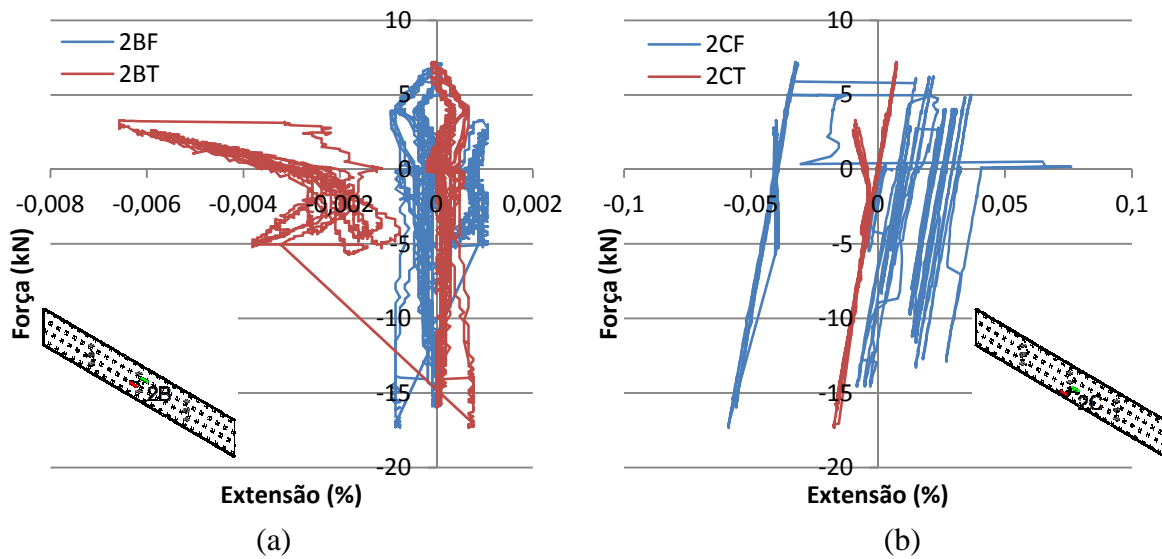 10
5
0
-5
-10
-15
-20
-0,008
-0,006
-0,004
-0,002
0
0,002
Força (kN)
Extensão (%)
2BF
2BT
2B
(a)
10
5
0
-5
-10
-15
-20
-0,1
-0,05
0
0,05
0,1
Força (kN)
Extensão (%)
2CF
2CT
2C
(b)